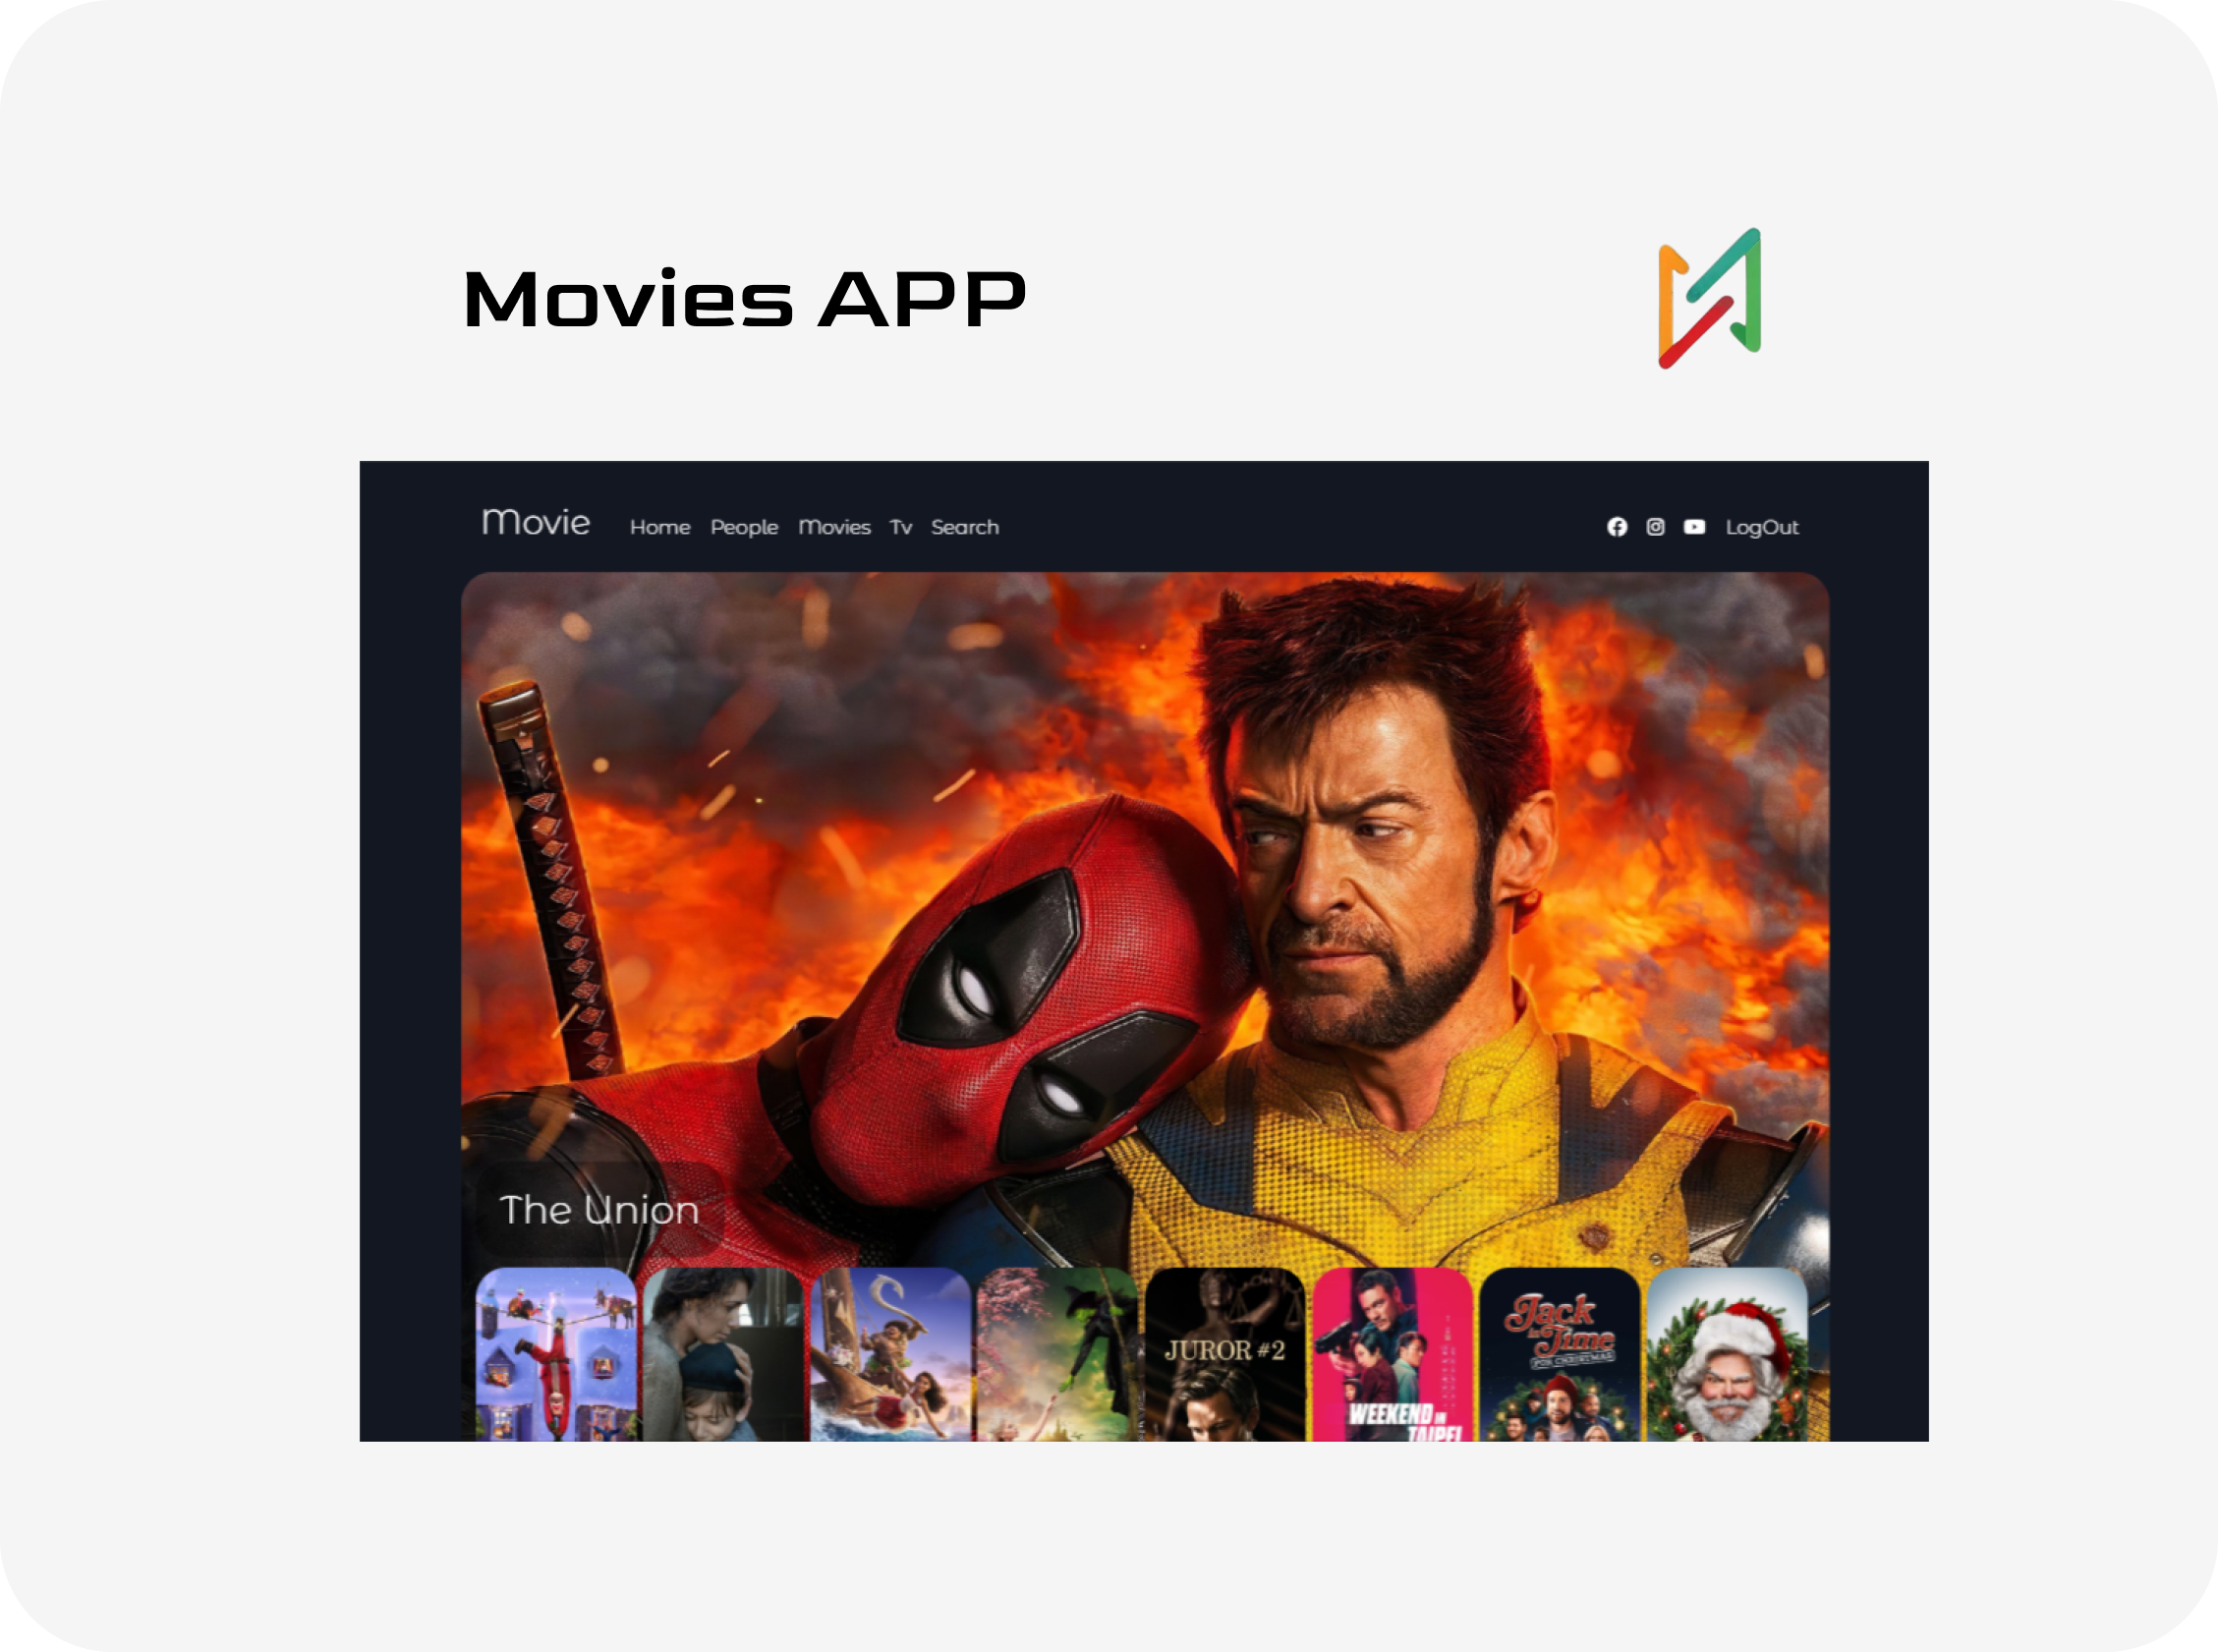 Movies APP
Movie Home People Movies Tv Search LogOut
The Union
JUROR #2
Jack
in Time
FOR CHRISTMAS
WEEKEND IN
TAIPEI